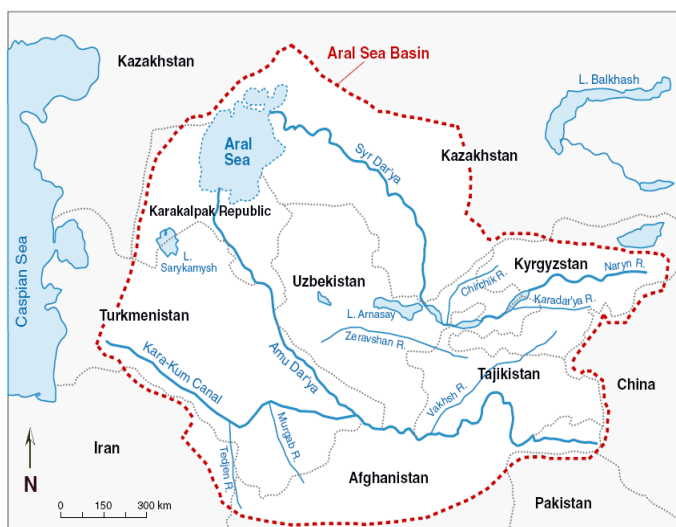 Aral Sea Basin
Kazakhstan
L. Balkhash
Aral
Sea
Syr Dar'ya
Kazakhstan
Karakalpak Republic
L.
Sarykamysh
Caspian Sea
Uzbekistan
Kyrgyzstan
Naryn R.
Chirchik R.
Karadar'ya R.
L. Arnasay
Zeravshan R.
Turkmenistan
Kara-Kum Canal
Amu Dar'ya
Tajikistan
Vakhsh R.
China
Iran
Tedjen R.
Murgab R.
Afghanistan
Pakistan
N
0 150 300 km